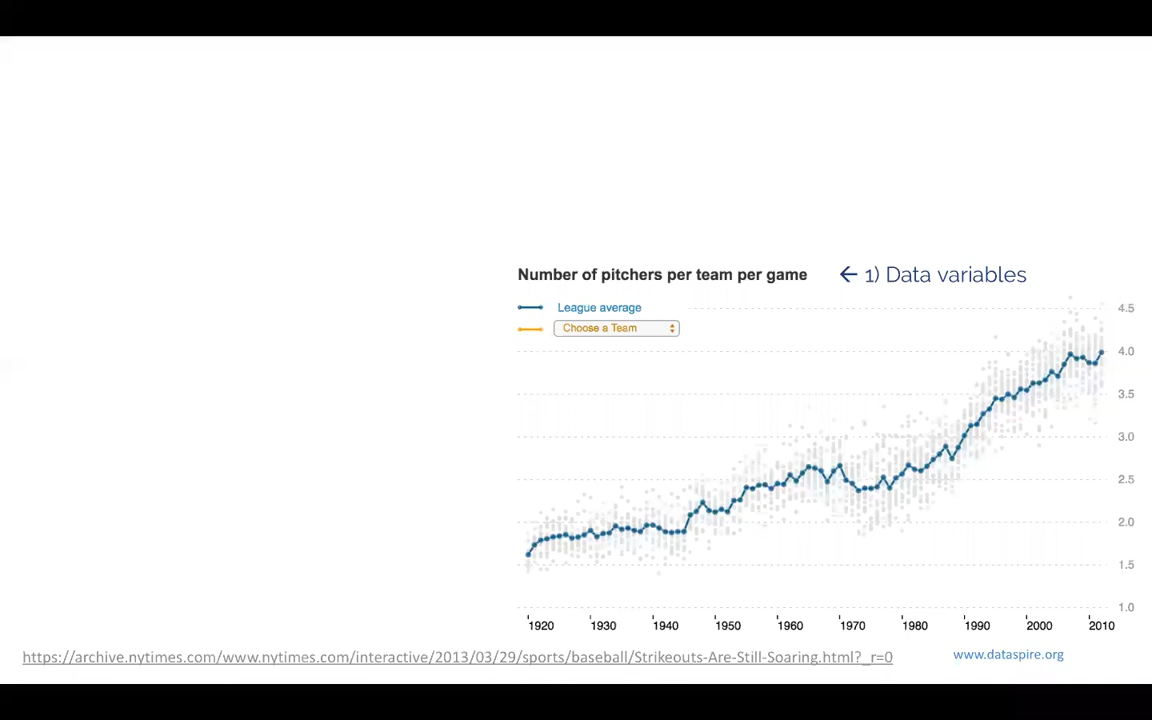 Number of pitchers per team per game
← 1) Data variables
League average
Choose a Team
4.5
4.0
3.5
3.0
2.5
2.0
1.5
1.0
1920 1930 1940 1950 1960 1970 1980 1990 2000 2010
https://archive.nytimes.com/www.nytimes.com/interactive/2013/03/29/sports/baseball/Strikeouts-Are-Still-Soaring.html?_r=0
www.dataspire.org